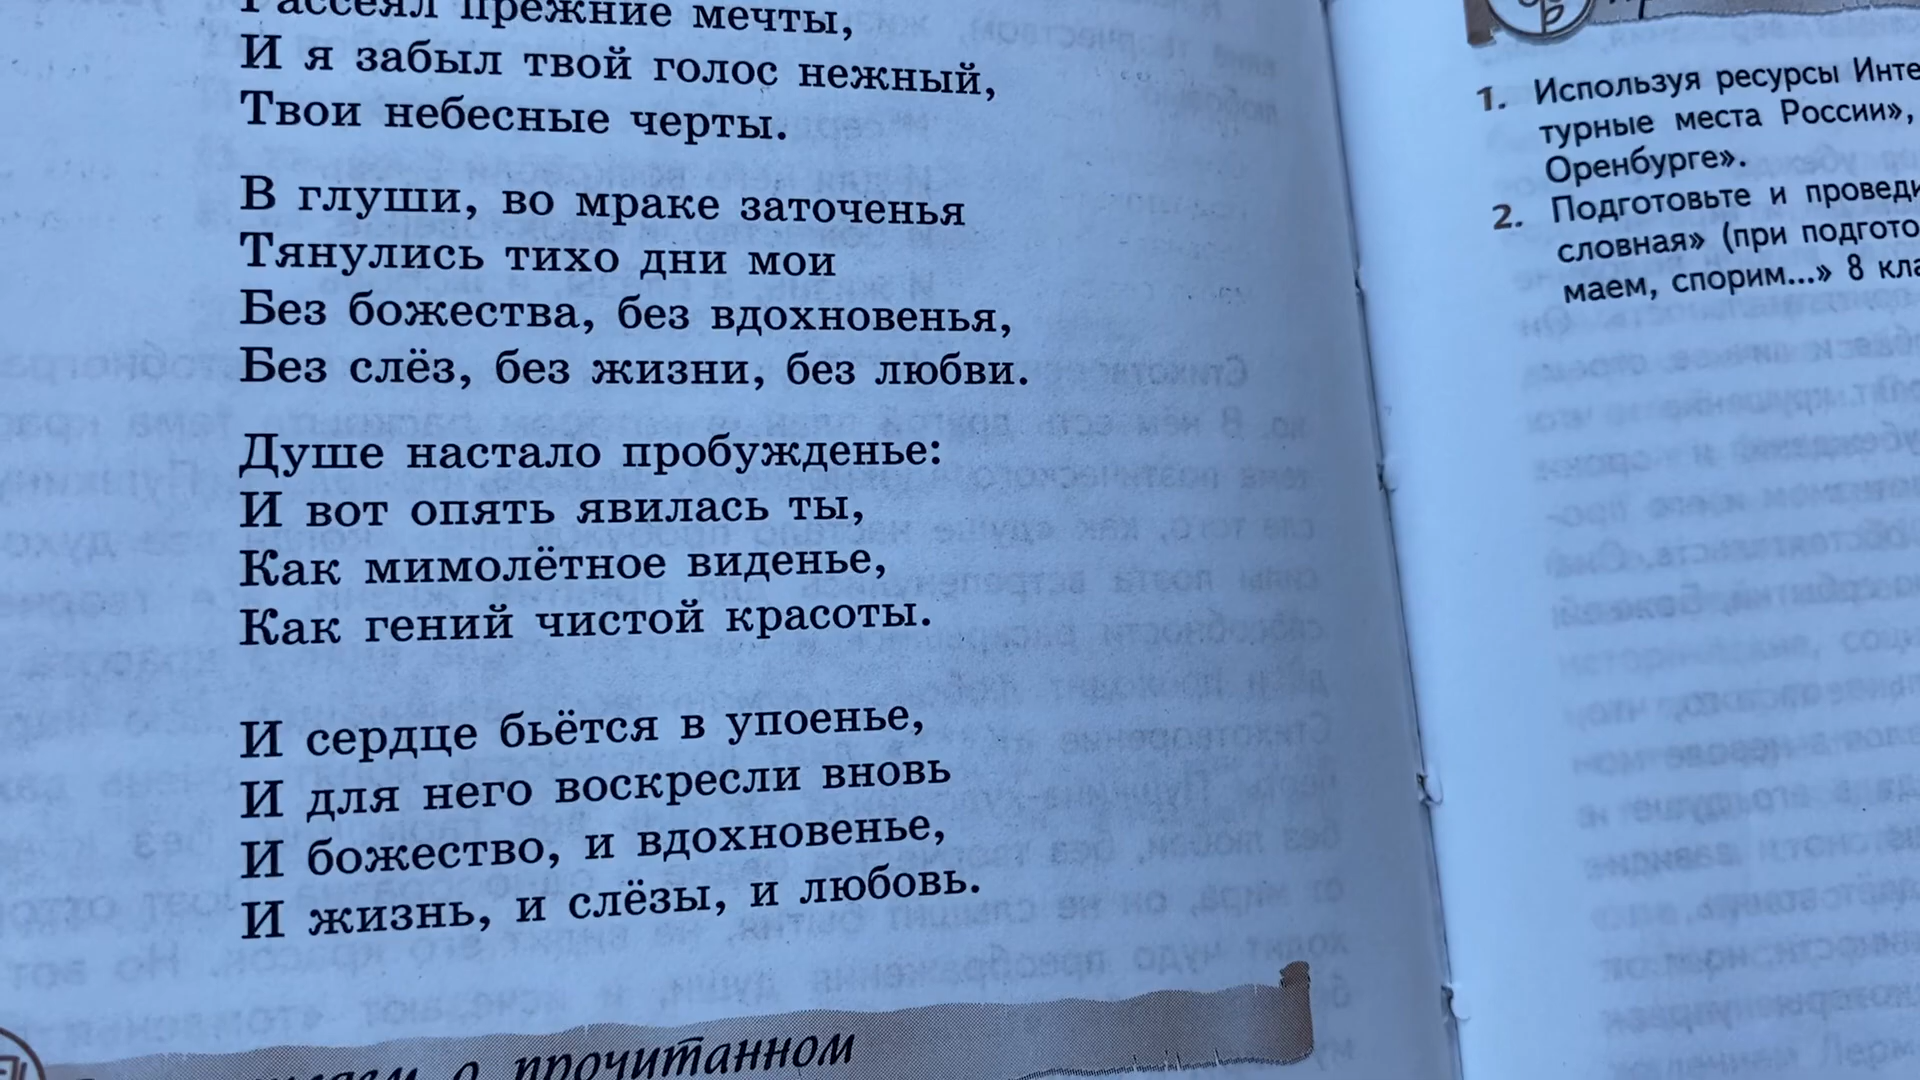 Рассеял прежние мечты,
И я забыл твой голос нежный,
Твои небесные черты.
В глуши, во мраке заточенья
Тянулись тихо дни мои
Без божества, без вдохновенья,
Без слёз, без жизни, без любви.
Душе настало пробужденье:
И вот опять явилась ты,
Как мимолётное виденье,
Как гений чистой красоты.
И сердце бьётся в упоенье,
И для него воскресли вновь
И божество, и вдохновенье,
И жизнь, и слёзы, и любовь.
о прочитанном
1. Используя ресурсы Инте
турные места России»,
Оренбурге».
2. Подготовьте и проведи
словная» (при подгото
маем, спорим...» 8 кла